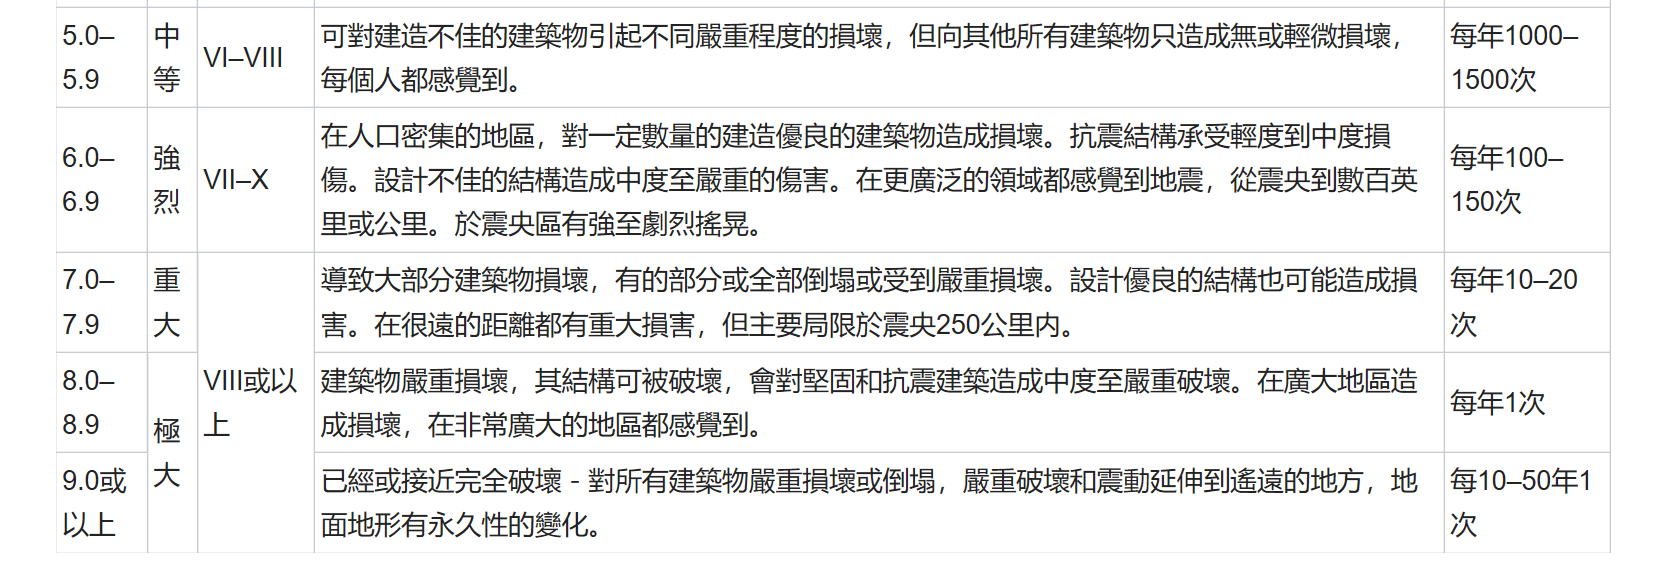 5.0–
5.9
中
等
VI–VIII
可對建造不佳的建築物引起不同嚴重程度的損壞，但向其他所有建築物只造成無或輕微損壞，
每個人都感覺到。
每年1000–
1500次
6.0–
6.9
強
烈
VII–X
在人口密集的地區，對一定數量的建造優良的建築物造成損壞。抗震結構承受輕度到中度損
傷。設計不佳的結構造成中度至嚴重的傷害。在更廣泛的領域都感覺到地震，從震央到數百英
里或公里。於震央區有強至劇烈搖晃。
每年100–
150次
7.0–
7.9
重
大
VIII或以
上
導致大部分建築物損壞，有的部分或全部倒塌或受到嚴重損壞。設計優良的結構也可能造成損
害。在很遠的距離都有重大損害，但主要局限於震央250公里内。
每年10–20
次
8.0–
8.9
極
大
建築物嚴重損壞，其結構可被破壞，會對堅固和抗震建築造成中度至嚴重破壞。在廣大地區造
成損壞，在非常廣大的地區都感覺到。
每年1次
9.0或
以上
已經或接近完全破壞 - 對所有建築物嚴重損壞或倒塌，嚴重破壞和震動延伸到遙遠的地方，地
面地形有永久性的變化。
每10–50年1
次